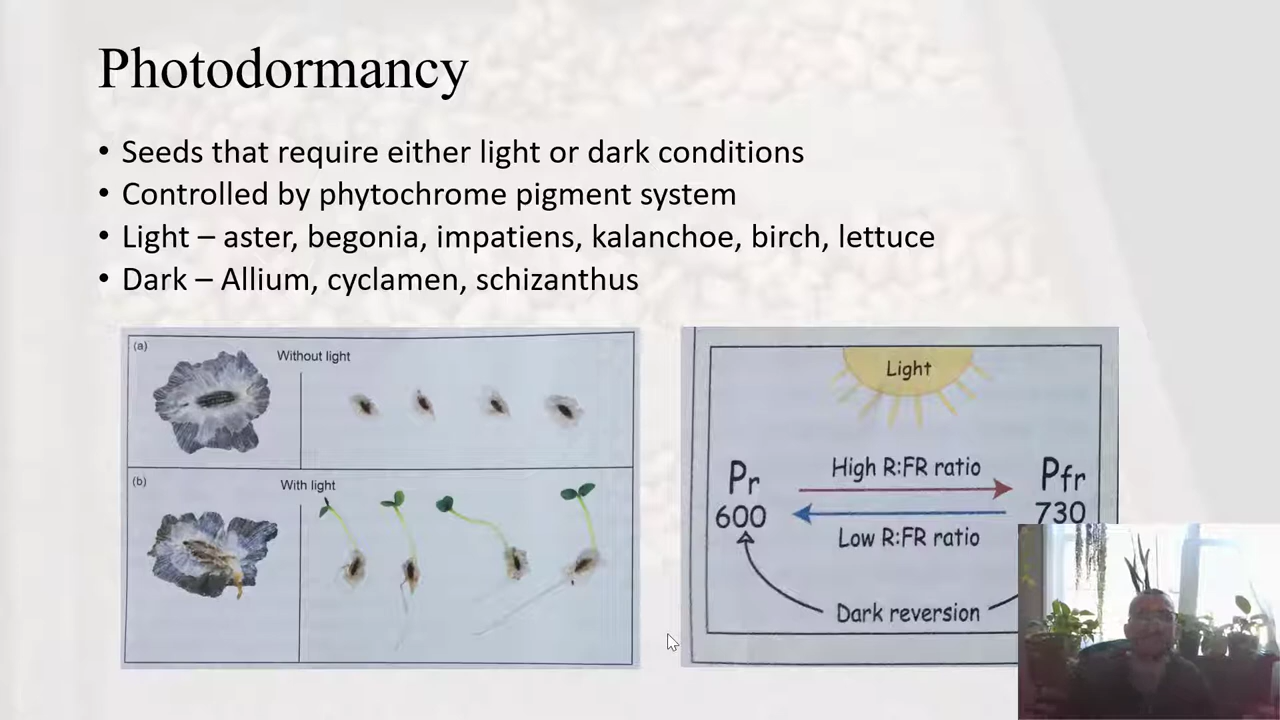 Photodormancy
• Seeds that require either light or dark conditions
• Controlled by phytochrome pigment system
• Light – aster, begonia, impatiens, kalanchoe, birch, lettuce
• Dark – Allium, cyclamen, schizanthus
(a)
Without light
(b)
With light
Light
Pr
High R:FR ratio
Pfr
600
730
Low R:FR ratio
Dark reversion